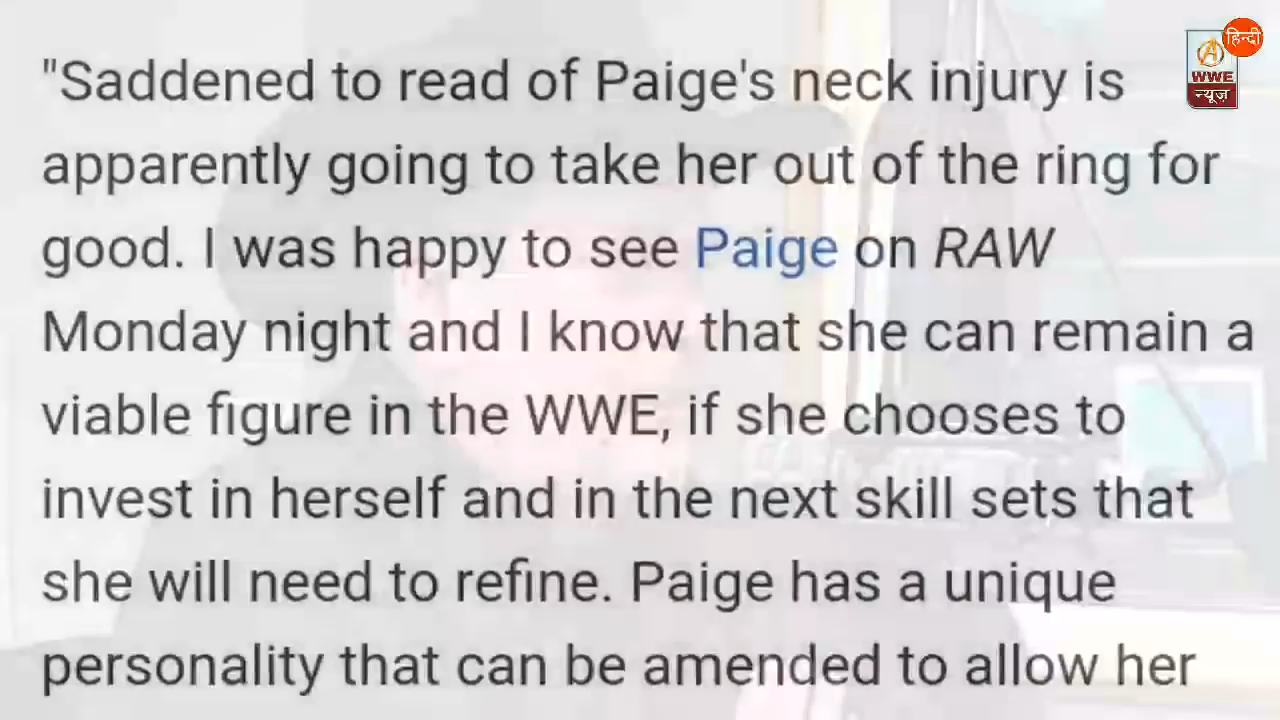 "Saddened to read of Paige's neck injury is
apparently going to take her out of the ring for
good. I was happy to see Paige on RAW
Monday night and I know that she can remain a
viable figure in the WWE, if she chooses to
invest in herself and in the next skill sets that
she will need to refine. Paige has a unique
personality that can be amended to allow her
हिन्दी
A
WWE
न्यूज़